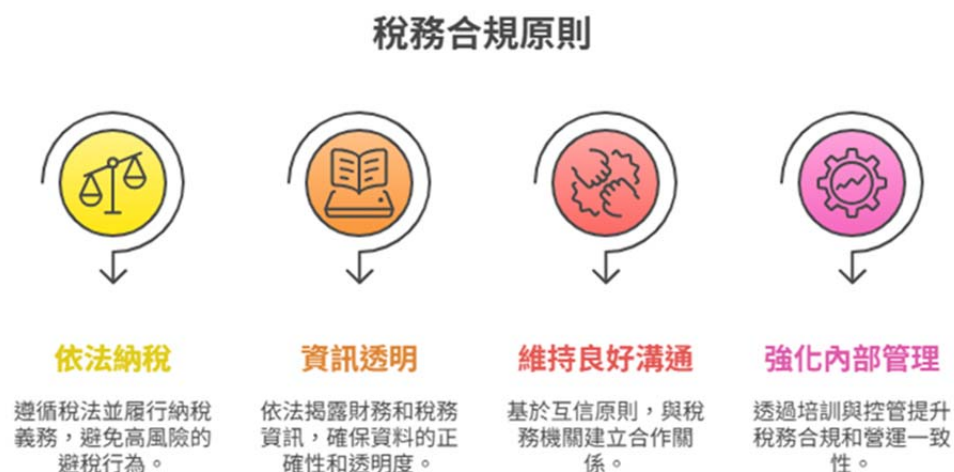 稅務合規原則
依法納稅
遵循稅法並履行納稅
義務，避免高風險的
避稅行為。
資訊透明
依法揭露財務和稅務
資訊，確保資料的正
確性和透明度。
維持良好溝通
基於互信原則，與稅
務機關建立合作關
係。
強化內部管理
透過培訓與控管提升
稅務合規和營運一致
性。